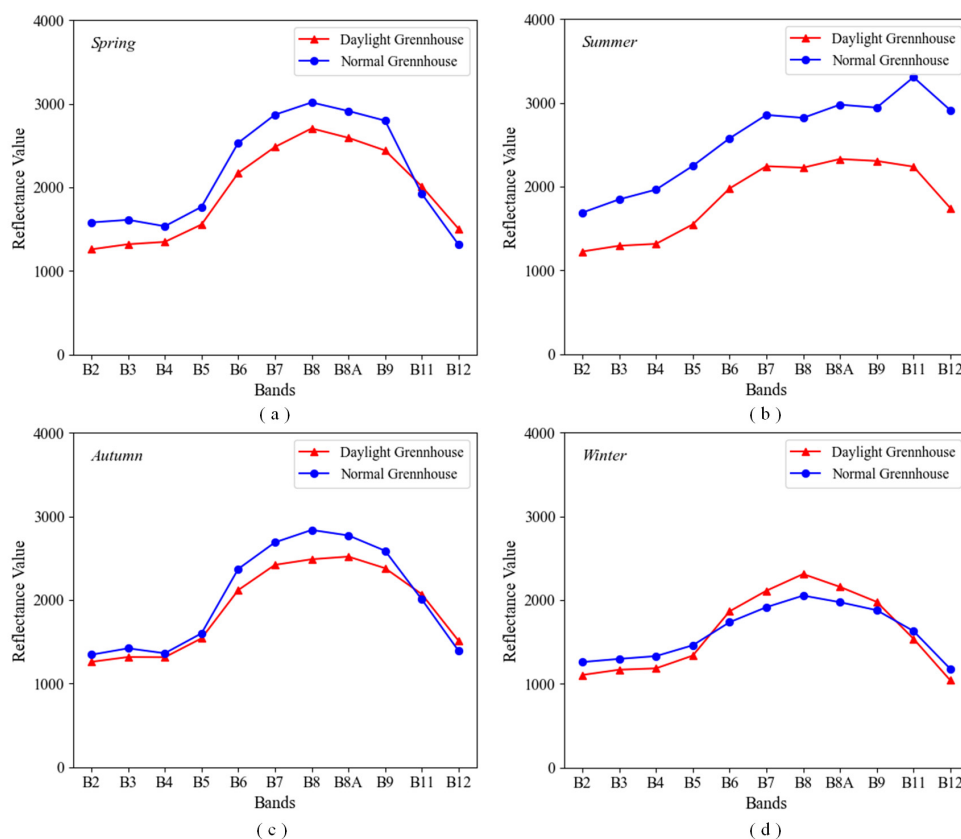 4000
3000
2000
1000
0
Reflectance Value
Spring
Daylight Grennhouse
Normal Grennhouse
B2 B3 B4 B5 B6 B7 B8 B8A B9 B11 B12
Bands
( a )
4000
3000
2000
1000
0
Reflectance Value
Summer
Daylight Grennhouse
Normal Grennhouse
B2 B3 B4 B5 B6 B7 B8 B8A B9 B11 B12
Bands
( b )
4000
3000
2000
1000
0
Reflectance Value
Autumn
Daylight Grennhouse
Normal Grennhouse
B2 B3 B4 B5 B6 B7 B8 B8A B9 B11 B12
Bands
( c )
4000
3000
2000
1000
0
Reflectance Value
Winter
Daylight Grennhouse
Normal Grennhouse
B2 B3 B4 B5 B6 B7 B8 B8A B9 B11 B12
Bands
( d )